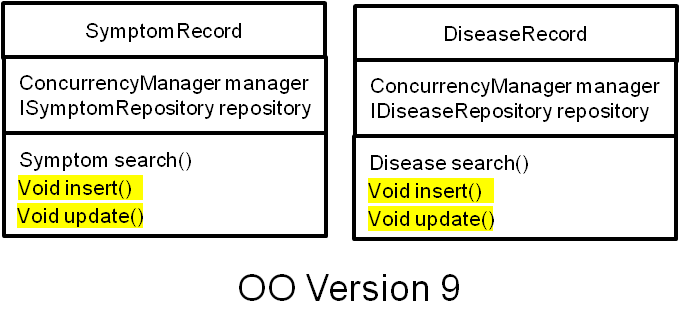 SymptomRecord
ConcurrencyManager manager
ISymptomRepository repository
Symptom search()
Void insert()
Void update()
DiseaseRecord
ConcurrencyManager manager
IDiseaseRepository repository
Disease search()
Void insert()
Void update()
OO Version 9